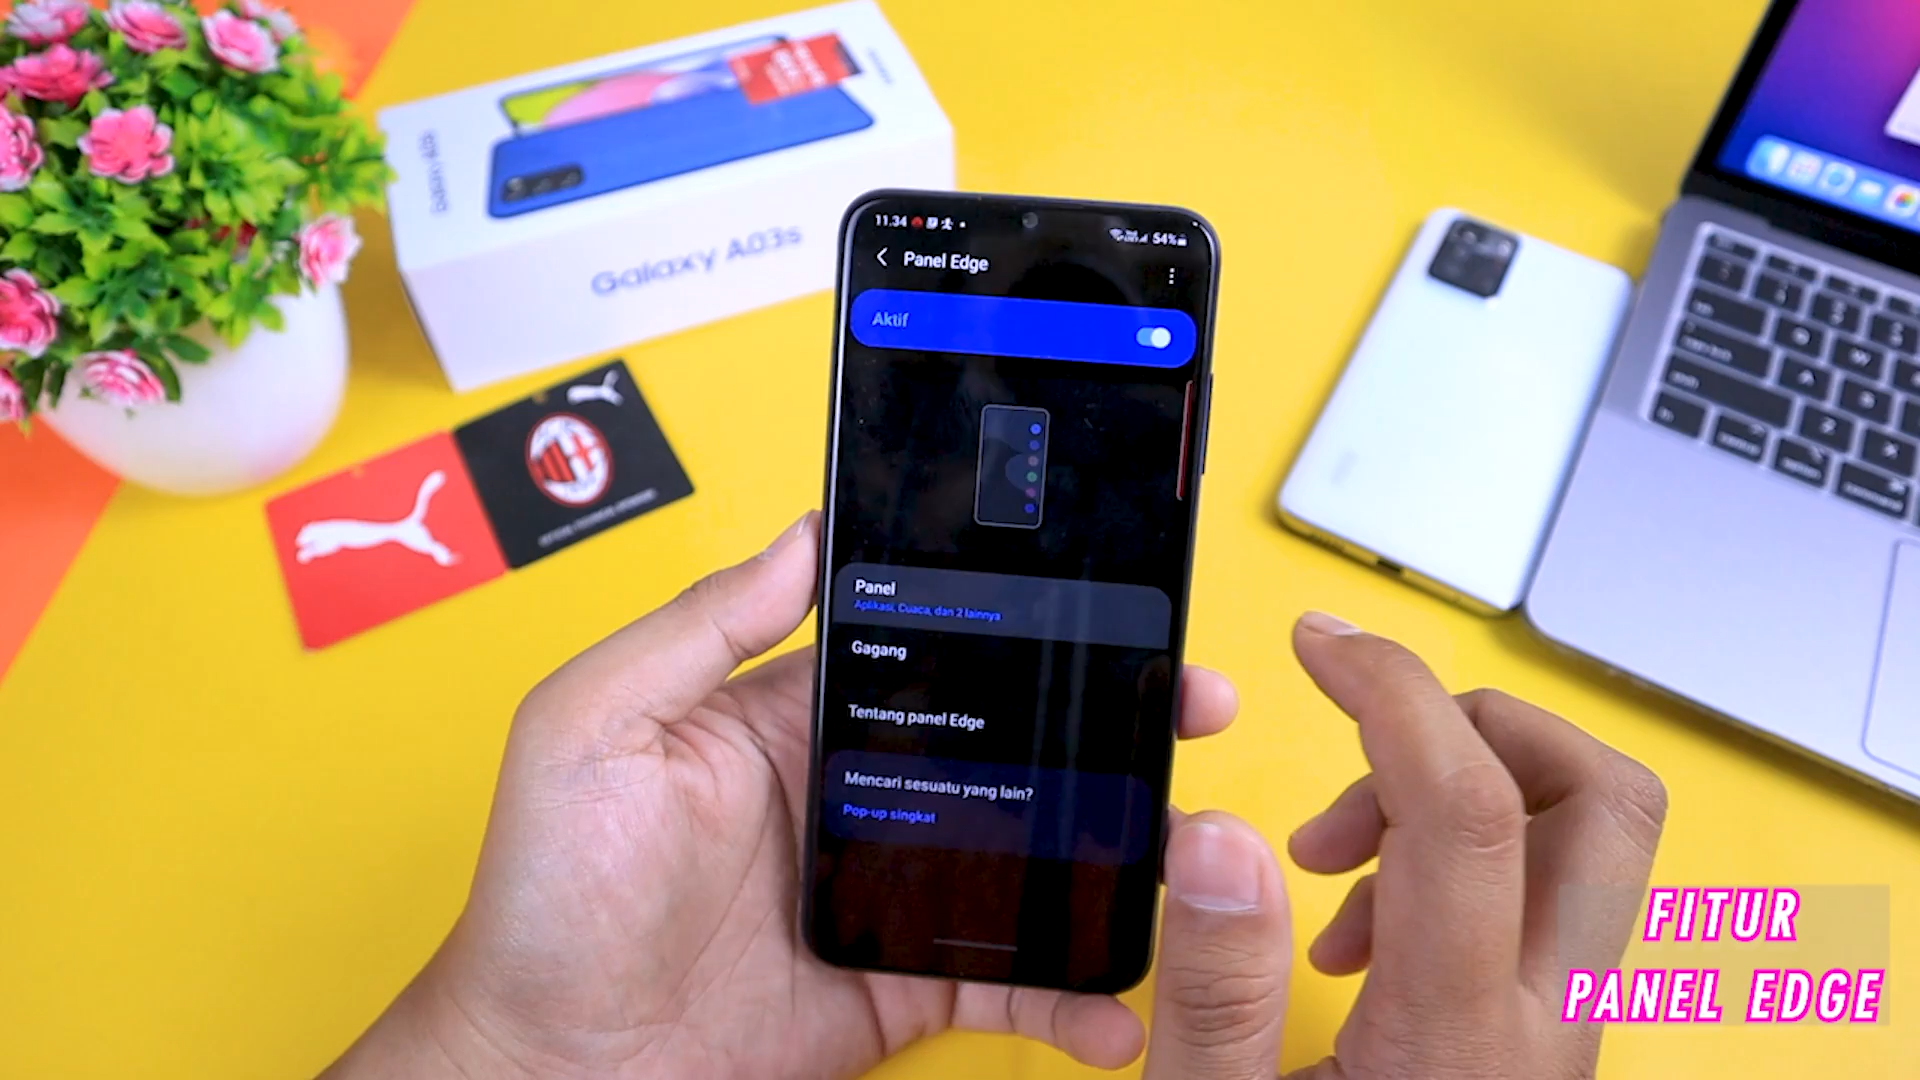 SAMSUNG
Galaxy A03s
11.34
54%
Panel Edge
Aktif
Panel
Aplikasi, Cuaca, dan 2 lainnya
Gagang
Tentang panel Edge
Mencari sesuatu yang lain?
Pop-up singkat
FITUR
PANEL EDGE